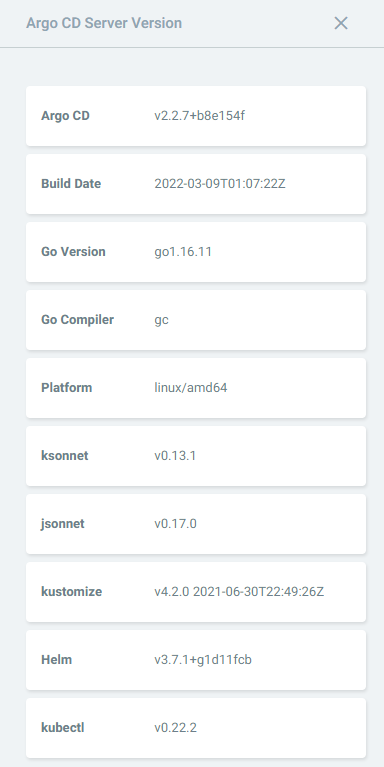 Argo CD Server Version
Argo CD v2.2.7+b8e154f
Build Date 2022-03-09T01:07:22Z
Go Version go1.16.11
Go Compiler gc
Platform linux/amd64
ksonnet v0.13.1
jsonnet v0.17.0
kustomize v4.2.0 2021-06-30T22:49:26Z
Helm v3.7.1+g1d11fcb
kubectl v0.22.2